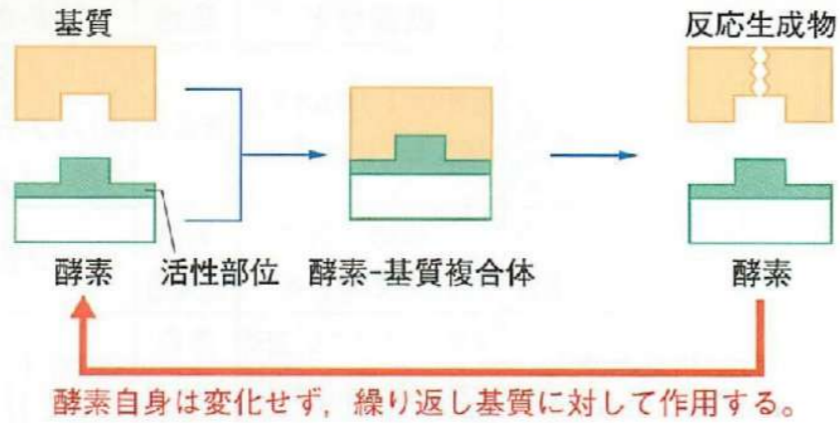 基質
反応生成物
酵素
活性部位
酵素-基質複合体
酵素
酵素自身は変化せず，繰り返し基質に対して作用する。